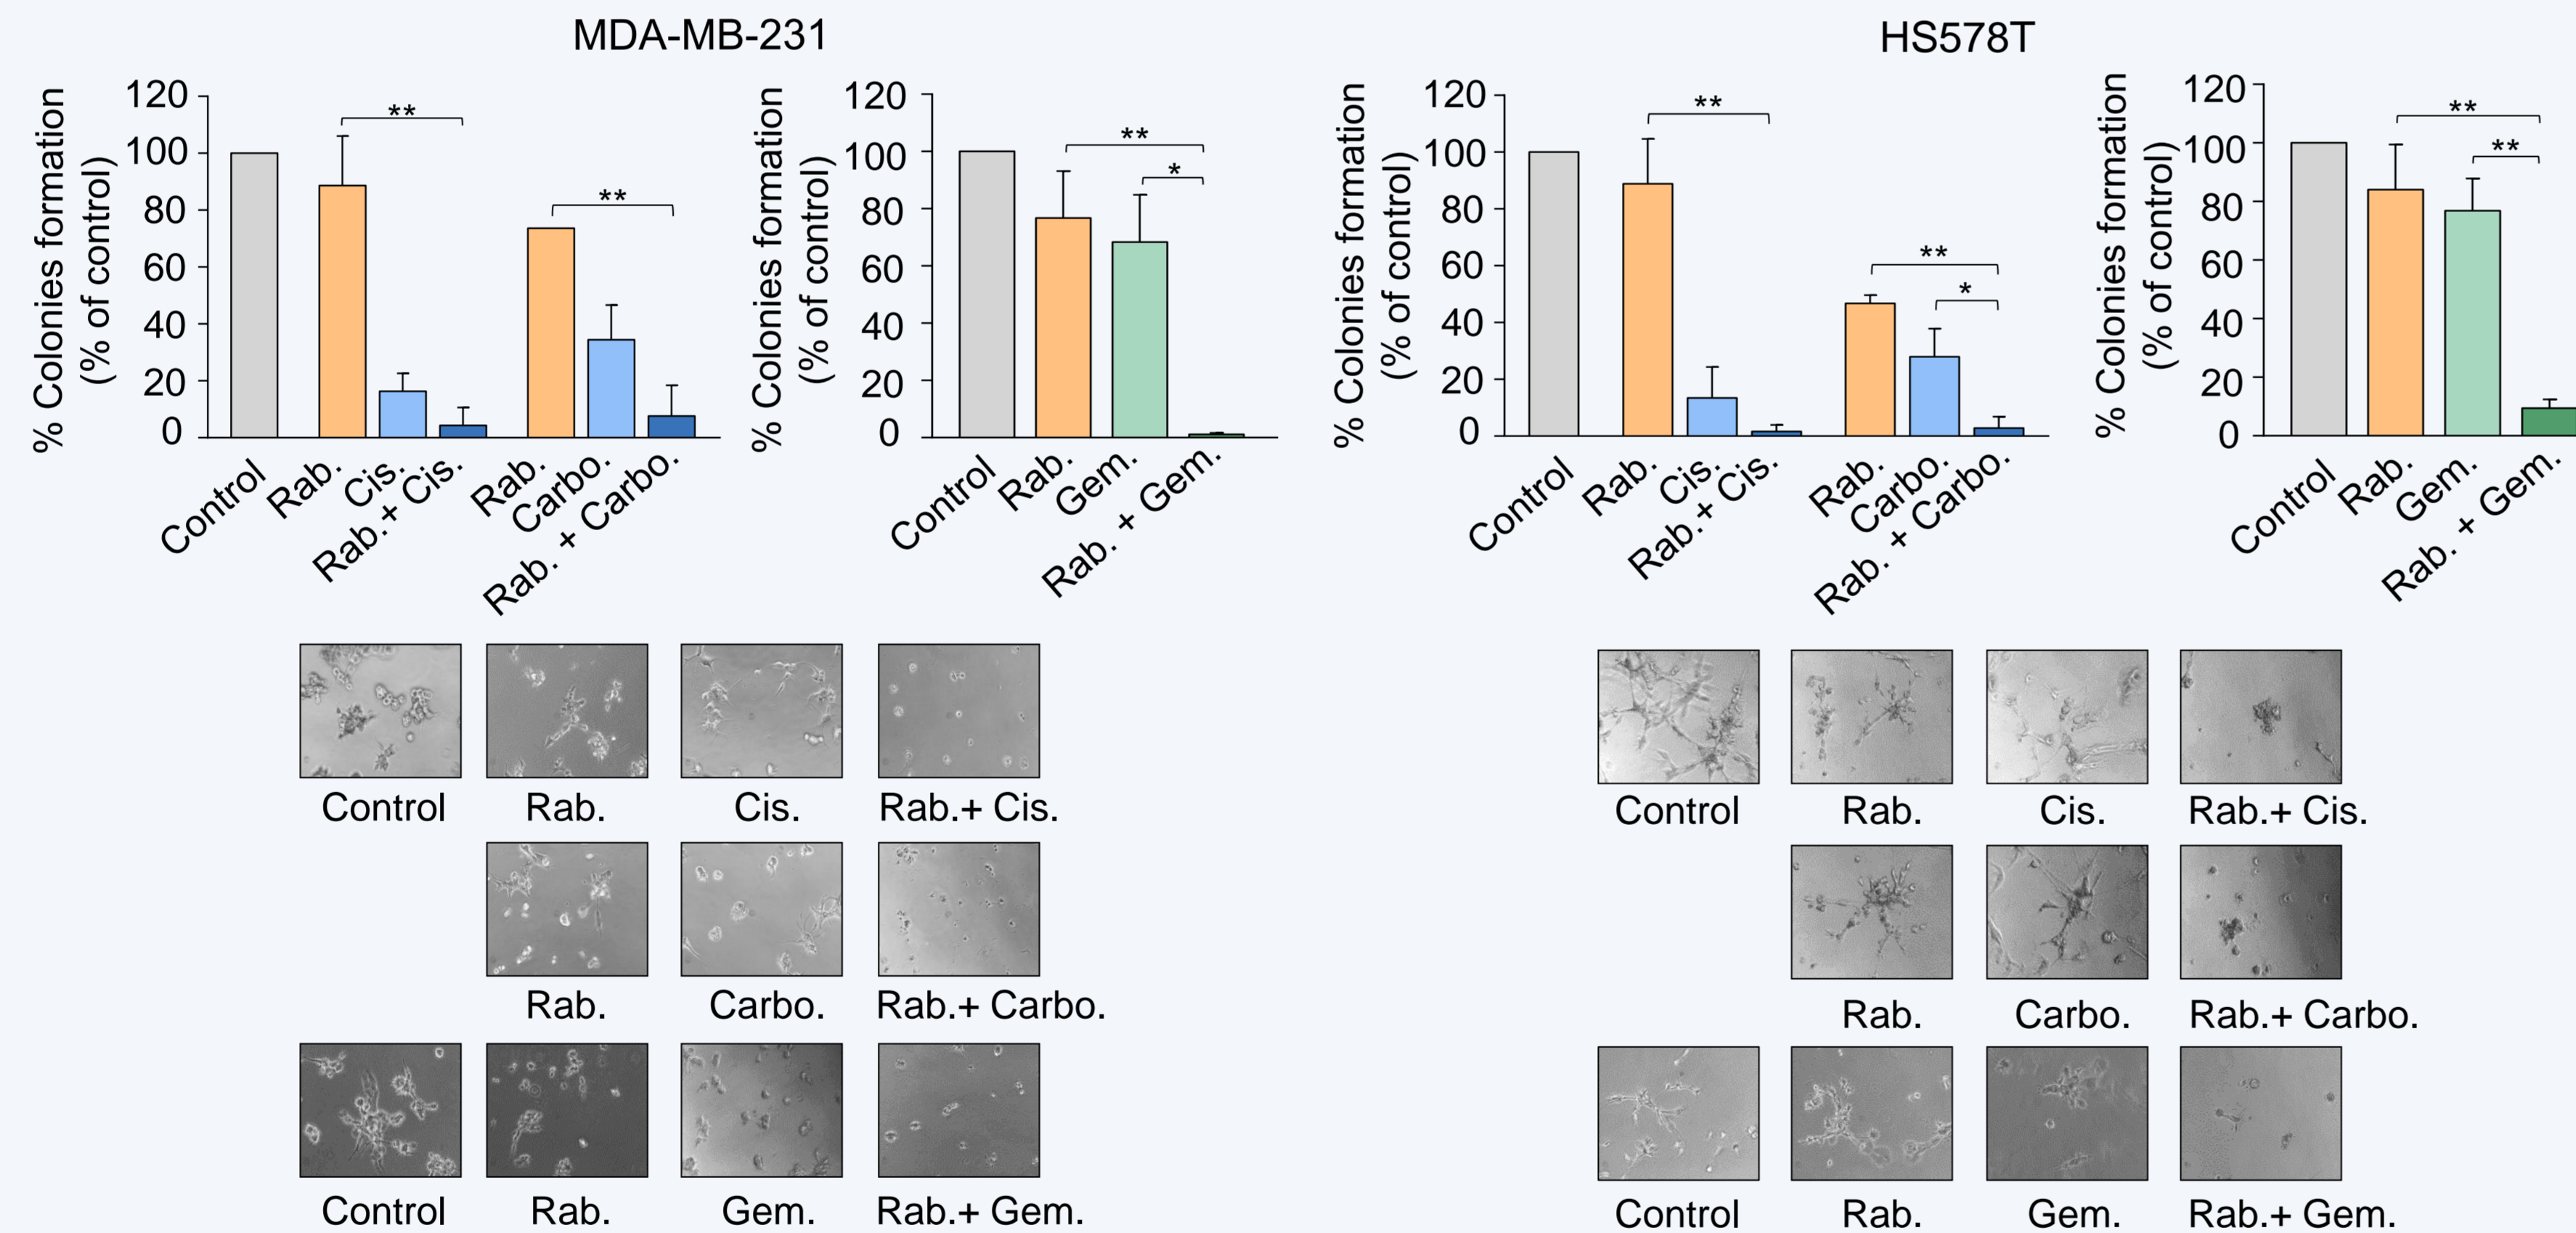 MDA-MB-231
HS578T
% Colonies formation
(% of control)
120
100
80
60
40
20
0
**
**
Control
Rab.
Cis.
Rab.+ Cis.
Rab.
Carbo.
Rab. + Carbo.
% Colonies formation
(% of control)
120
100
80
60
40
20
0
**
*
Control
Rab.
Gem.
Rab. + Gem.
% Colonies formation
(% of control)
120
100
80
60
40
20
0
**
**
*
Control
Rab.
Cis.
Rab.+ Cis.
Rab.
Carbo.
Rab. + Carbo.
% Colonies formation
(% of control)
120
100
80
60
40
20
0
**
**
Control
Rab.
Gem.
Rab. + Gem.
Control Rab. Cis. Rab.+ Cis.
Rab. Carbo. Rab.+ Carbo.
Control Rab. Gem. Rab.+ Gem.
Control Rab. Cis. Rab.+ Cis.
Rab. Carbo. Rab.+ Carbo.
Control Rab. Gem. Rab.+ Gem.